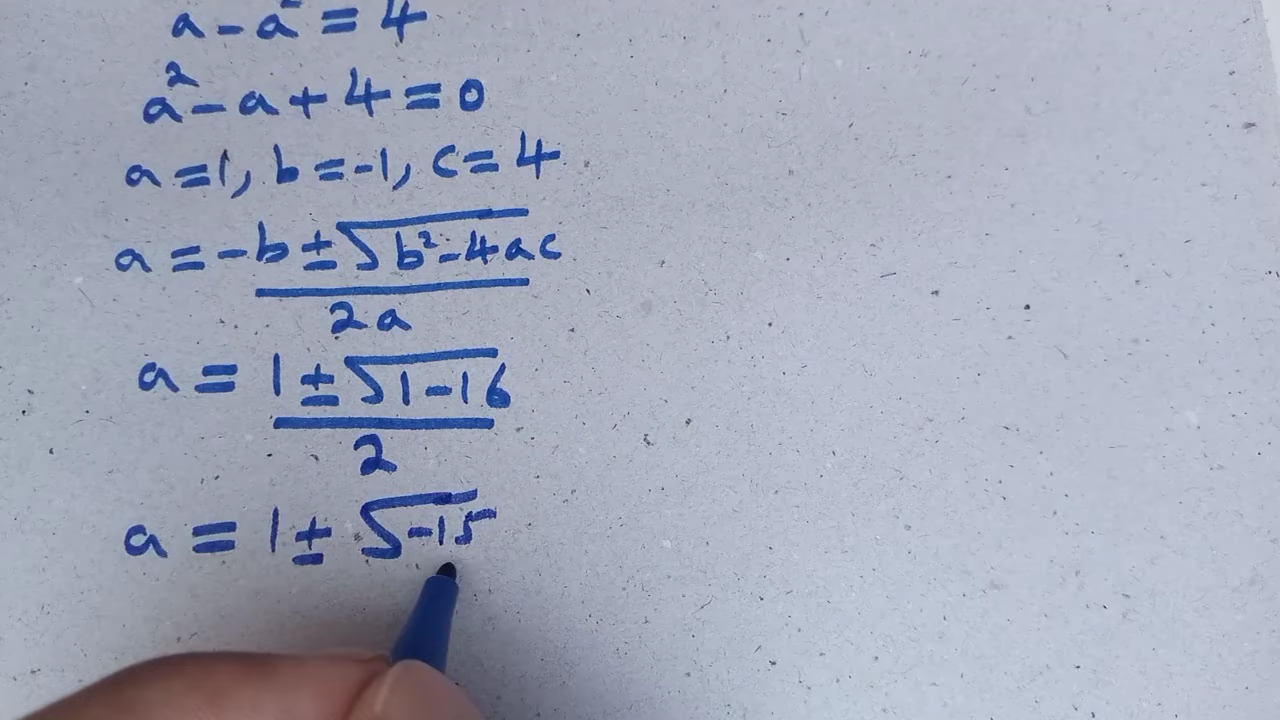 a - a² = 4
a² - a + 4 = 0
a = 1, b = -1, c = 4
a = -b ± √b² - 4ac
2a
a = 1 ± √1 - 16
2
a = 1 ± √-15